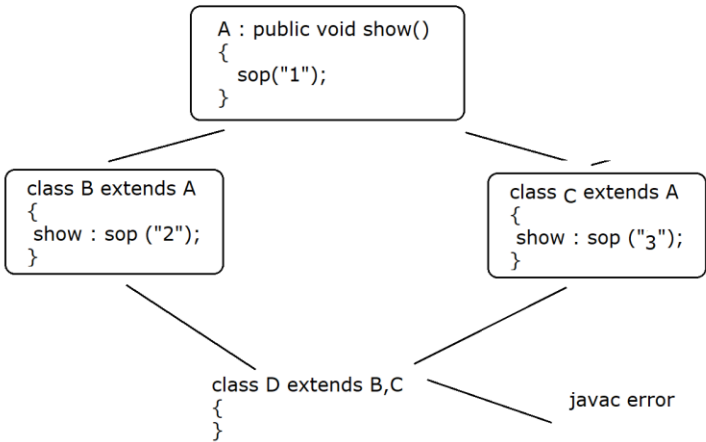 A : public void show()
{
sop("1");
}
class B extends A
{
show : sop ("2");
}
class C extends A
{
show : sop ("3");
}
class D extends B,C
{
}
javac error